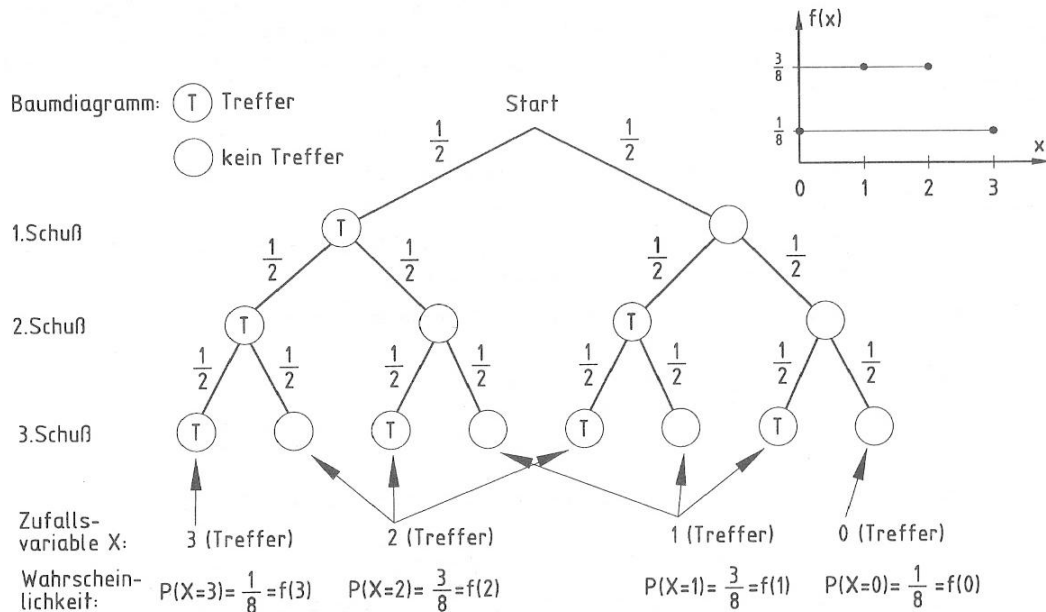 f(x)
3/8
1/8
x
0 1 2 3
Baumdiagramm: T Treffer
kein Treffer
Start
1/2 1/2
1.Schuß T
1/2 1/2 1/2 1/2
2.Schuß T T
1/2 1/2 1/2 1/2 1/2 1/2 1/2 1/2
3.Schuß T T T T
Zufalls-
variable X: 3 (Treffer) 2 (Treffer) 1 (Treffer) 0 (Treffer)
Wahrschein-
lichkeit: P(X=3)= 1/8 =f(3) P(X=2)= 3/8 =f(2) P(X=1)= 3/8 =f(1) P(X=0)= 1/8 =f(0)